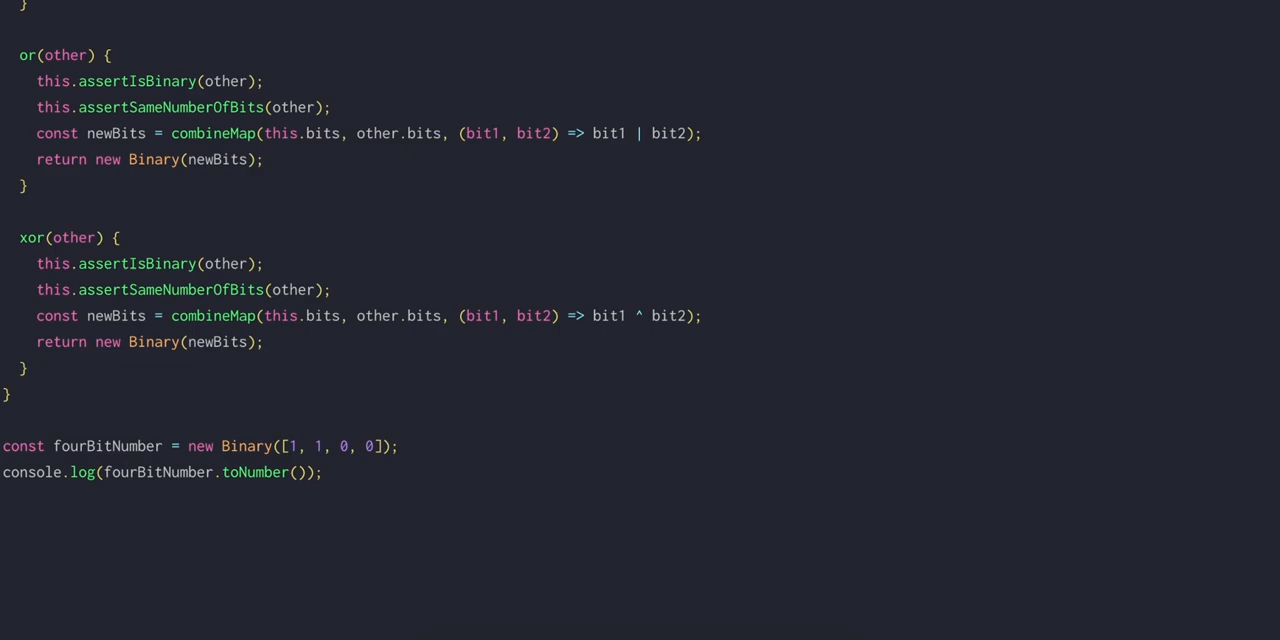 }
or(other) {
this.assertIsBinary(other);
this.assertSameNumberOfBits(other);
const newBits = combineMap(this.bits, other.bits, (bit1, bit2) => bit1 | bit2);
return new Binary(newBits);
}
xor(other) {
this.assertIsBinary(other);
this.assertSameNumberOfBits(other);
const newBits = combineMap(this.bits, other.bits, (bit1, bit2) => bit1 ^ bit2);
return new Binary(newBits);
}
}
const fourBitNumber = new Binary([1, 1, 0, 0]);
console.log(fourBitNumber.toNumber());